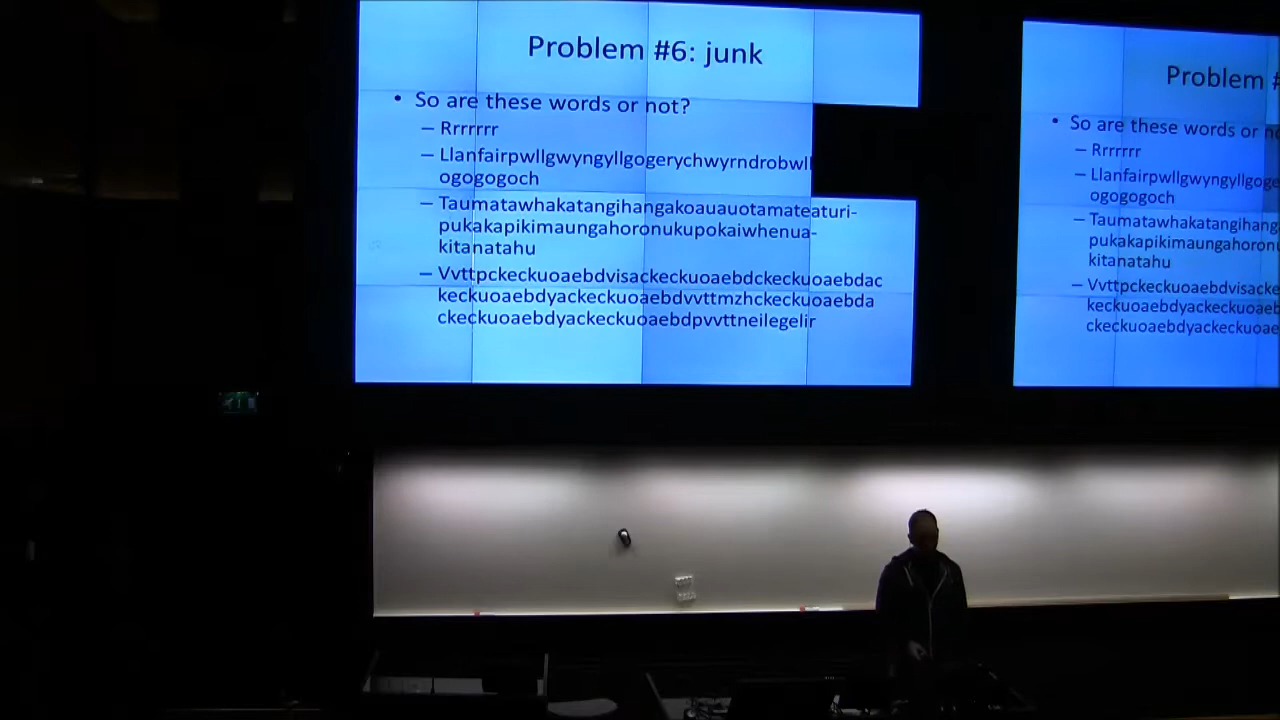 Problem #6: junk
• So are these words or not?
– Rrrrrrr
– Llanfairpwllgwyngyllgogerychwyrndrobwll
ogogogoch
– Taumatawhakatangihangakoauauotamateaturi-
pukakapikimaungahoronukupokaiwhenua-
kitanatahu
– Vvttpckeckuoaebdvisackeckuoaebdckeckuoaebdac
keckuoaebdyackeckuoaebdvvttmzhckeckuoaebda
ckeckuoaebdyackeckuoaebdpvvttneilegelir
Problem #
• So are these words or no
– Rrrrrrr
– Llanfairpwllgwyngyllgoge
ogogogoch
– Taumatawhakatangihang
pukakapikimaungahoron
kitanatahu
– Vvttpckeckuoaebdvisacke
keckuoaebdyackeckuoaeb
ckeckuoaebdyackeckuoae